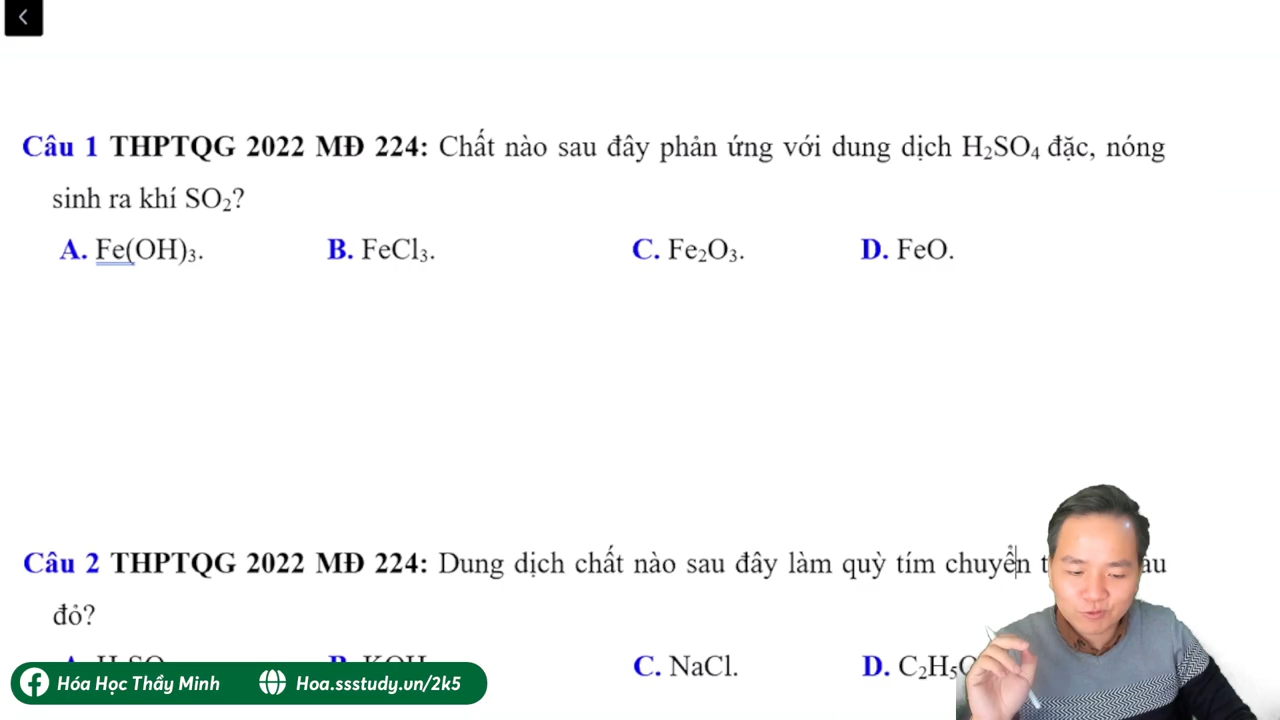 Câu 1 THPTQG 2022 MĐ 224: Chất nào sau đây phản ứng với dung dịch H₂SO₄ đặc, nóng
sinh ra khí SO₂?
A. Fe(OH)₃. B. FeCl₃. C. Fe₂O₃. D. FeO.
Câu 2 THPTQG 2022 MĐ 224: Dung dịch chất nào sau đây làm quỳ tím chuyển
đỏ?
C. NaCl. D.
Hóa Học Thầy Minh Hoa.ssstudy.vn/2k5